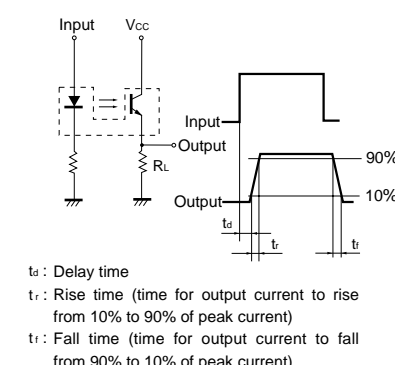 Input
Vcc
Input
Output
RL
90%
10%
Output
td
tr
tf
td : Delay time
tr : Rise time (time for output current to rise
from 10% to 90% of peak current)
tf : Fall time (time for output current to fall
from 90% to 10% of peak current)